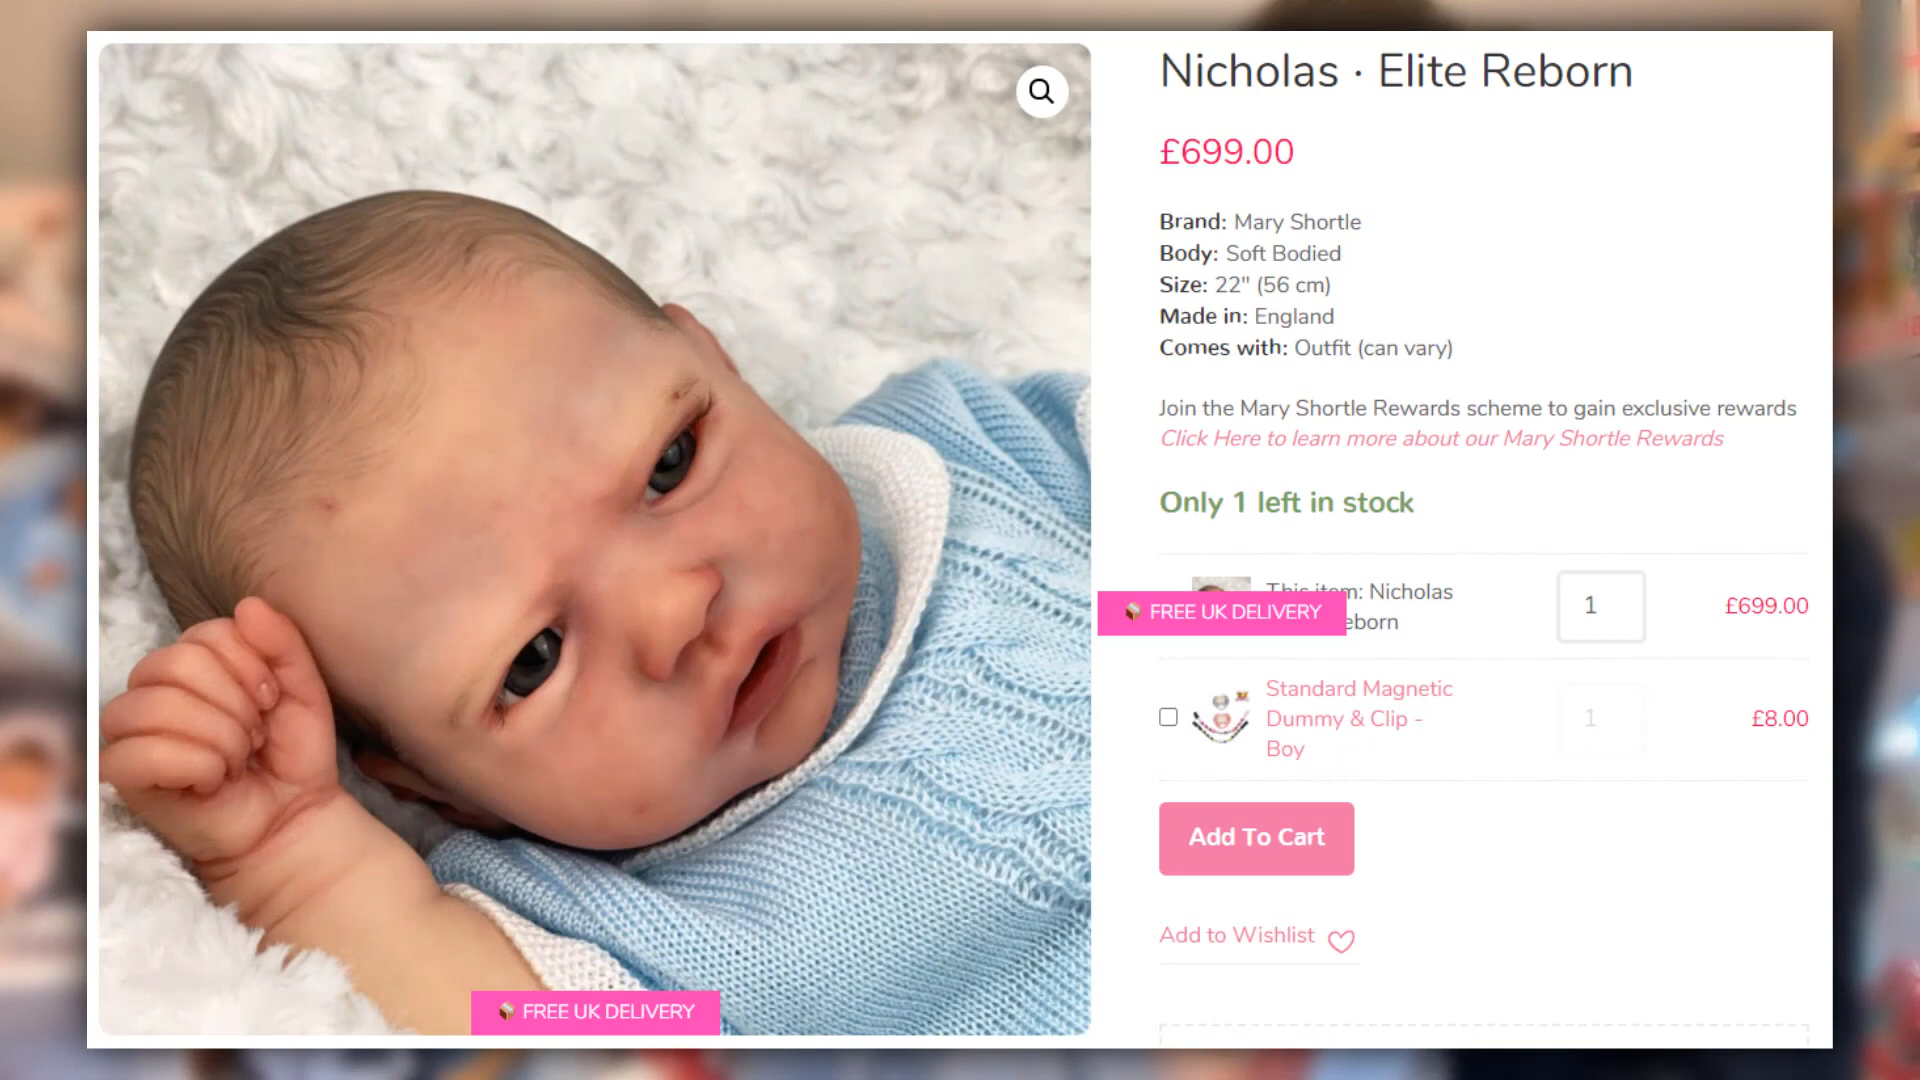 Nicholas · Elite Reborn
£699.00
Brand: Mary Shortle
Body: Soft Bodied
Size: 22" (56 cm)
Made in: England
Comes with: Outfit (can vary)
Join the Mary Shortle Rewards scheme to gain exclusive rewards
Click Here to learn more about our Mary Shortle Rewards
Only 1 left in stock
This item: Nicholas
eborn
1
£699.00
FREE UK DELIVERY
Standard Magnetic
Dummy & Clip -
Boy
1
£8.00
Add To Cart
Add to Wishlist
FREE UK DELIVERY